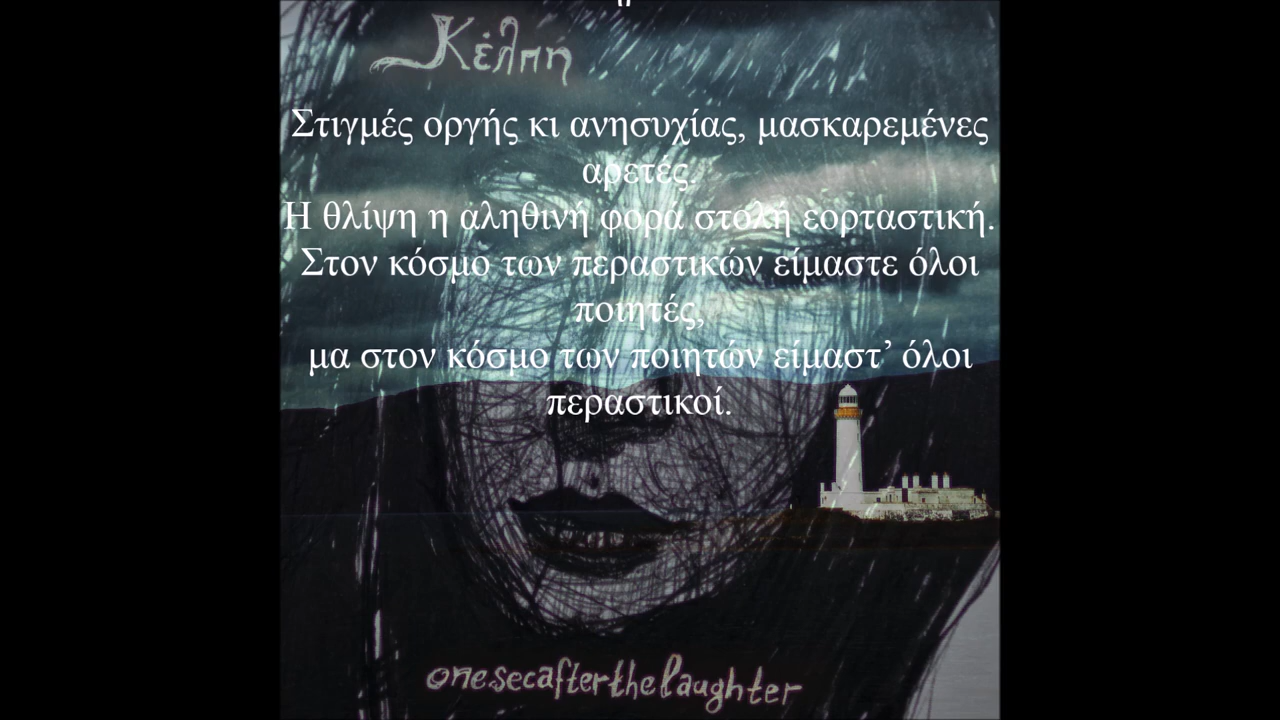 Κέλπη
Στιγμές οργής κι ανησυχίας, μασκαρεμένες
αρετές.
Η θλίψη η αληθινή φορά στολή εορταστική.
Στον κόσμο των περαστικών είμαστε όλοι
ποιητές,
μα στον κόσμο των ποιητών είμαστ’ όλοι
περαστικοί.
onesecafterthelaughter